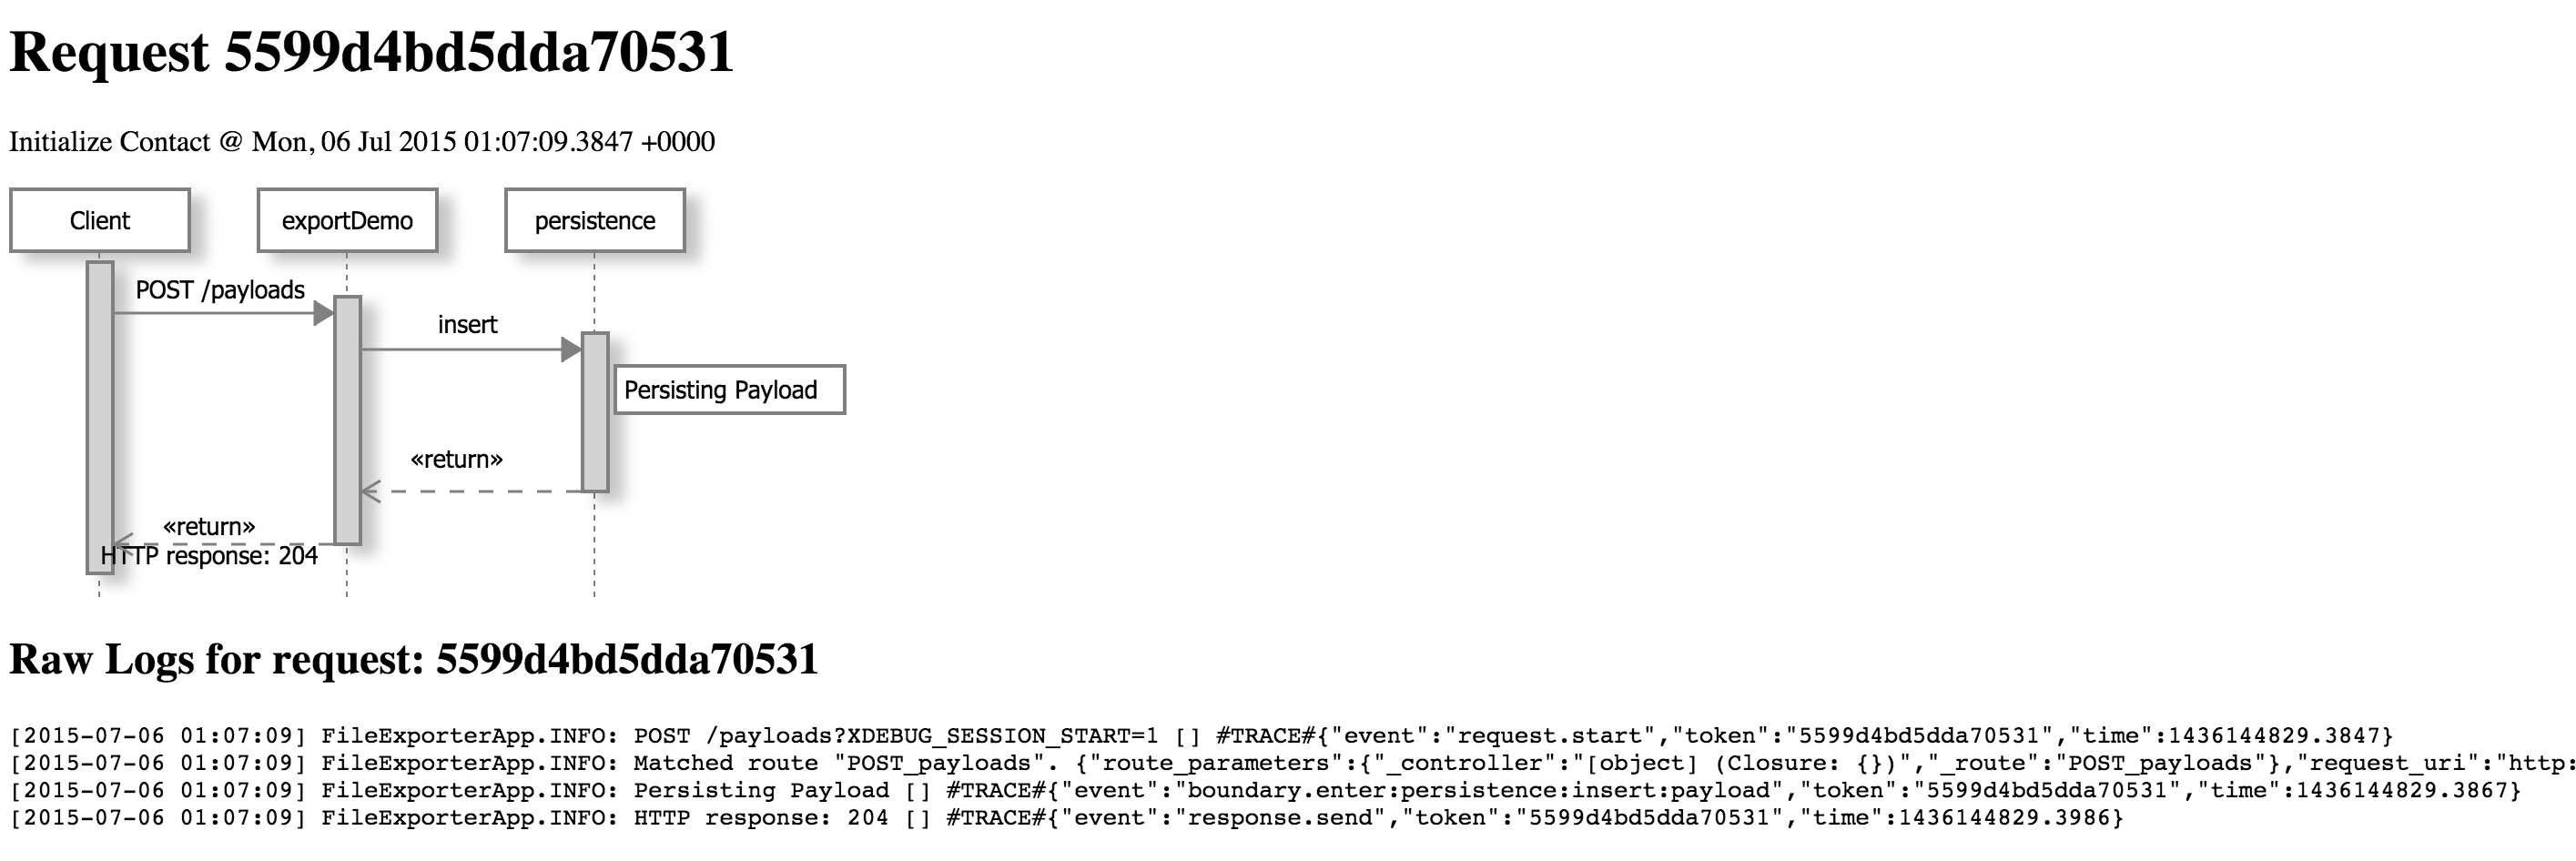 Request 5599d4bd5dda70531
Initialize Contact @ Mon, 06 Jul 2015 01:07:09.3847 +0000
Client
exportDemo
persistence
POST /payloads
insert
Persisting Payload
«return»
«return»
HTTP response: 204
Raw Logs for request: 5599d4bd5dda70531
[2015-07-06 01:07:09] FileExporterApp.INFO: POST /payloads?XDEBUG_SESSION_START=1 [] #TRACE#{"event":"request.start","token":"5599d4bd5dda70531","time":1436144829.3847}
[2015-07-06 01:07:09] FileExporterApp.INFO: Matched route "POST_payloads". {"route_parameters":{"_controller":"[object] (Closure: {})","_route":"POST_payloads"},"request_uri":"http:
[2015-07-06 01:07:09] FileExporterApp.INFO: Persisting Payload [] #TRACE#{"event":"boundary.enter:persistence:insert:payload","token":"5599d4bd5dda70531","time":1436144829.3867}
[2015-07-06 01:07:09] FileExporterApp.INFO: HTTP response: 204 [] #TRACE#{"event":"response.send","token":"5599d4bd5dda70531","time":1436144829.3986}